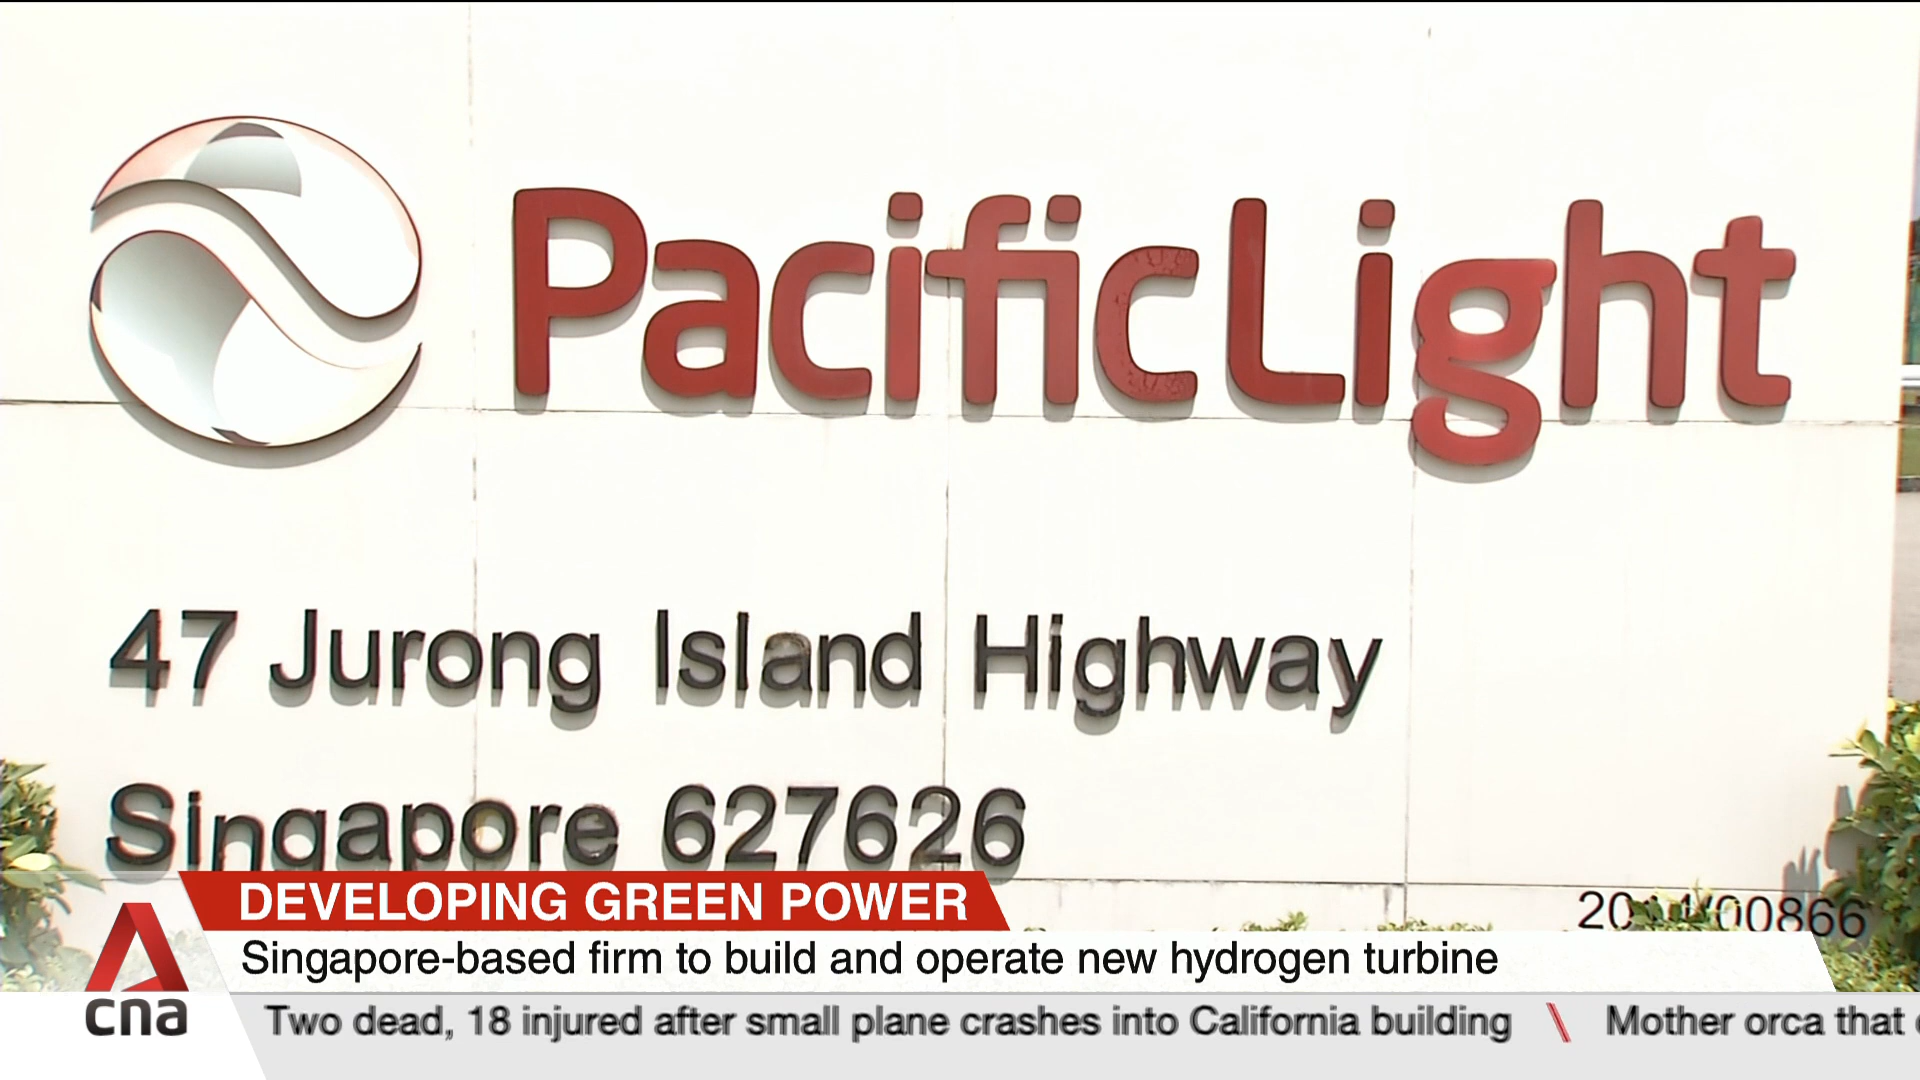 PacificLight
47 Jurong Island Highway
Singapore 627626
DEVELOPING GREEN POWER
Singapore-based firm to build and operate new hydrogen turbine
cna
Two dead, 18 injured after small plane crashes into California building \ Mother orca that